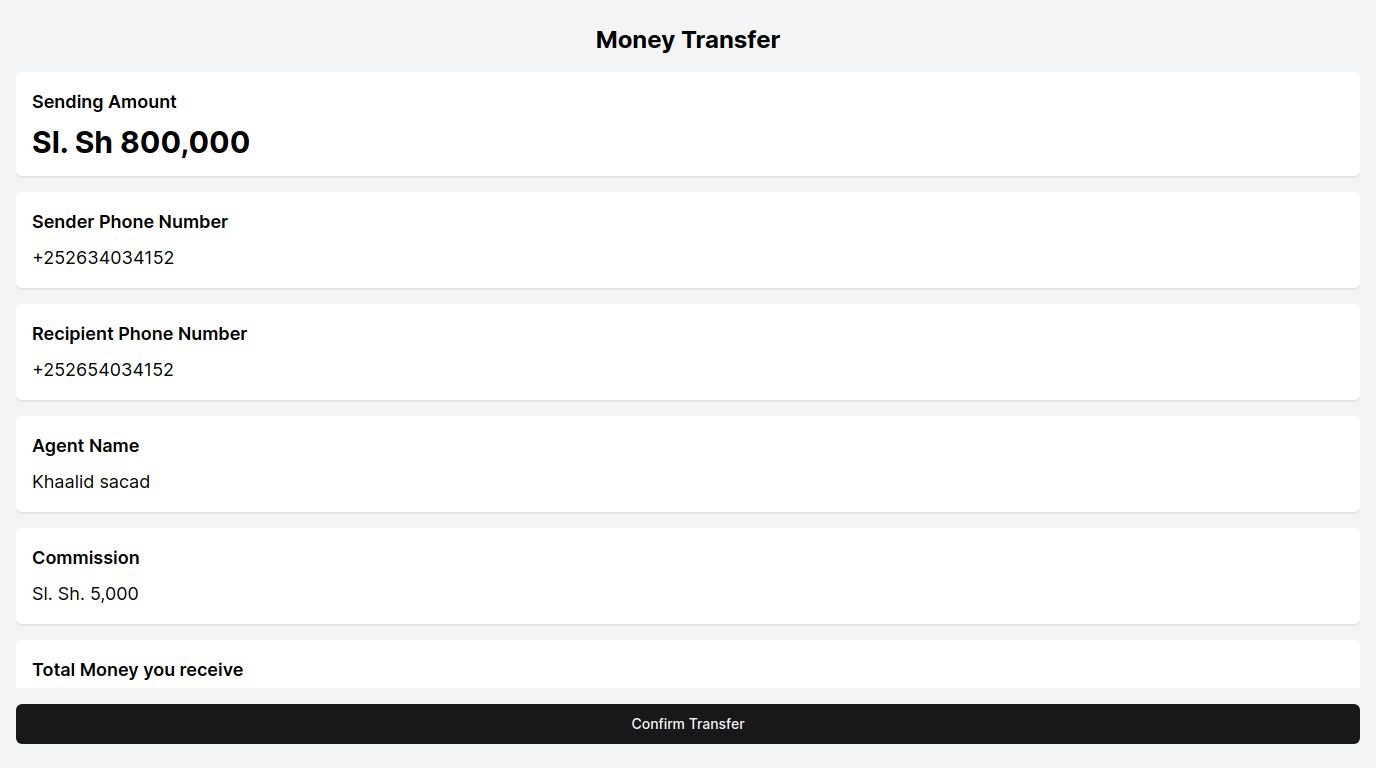 Money Transfer
Sending Amount
Sl. Sh 800,000
Sender Phone Number
+252634034152
Recipient Phone Number
+252654034152
Agent Name
Khaalid sacad
Commission
Sl. Sh. 5,000
Total Money you receive
Confirm Transfer